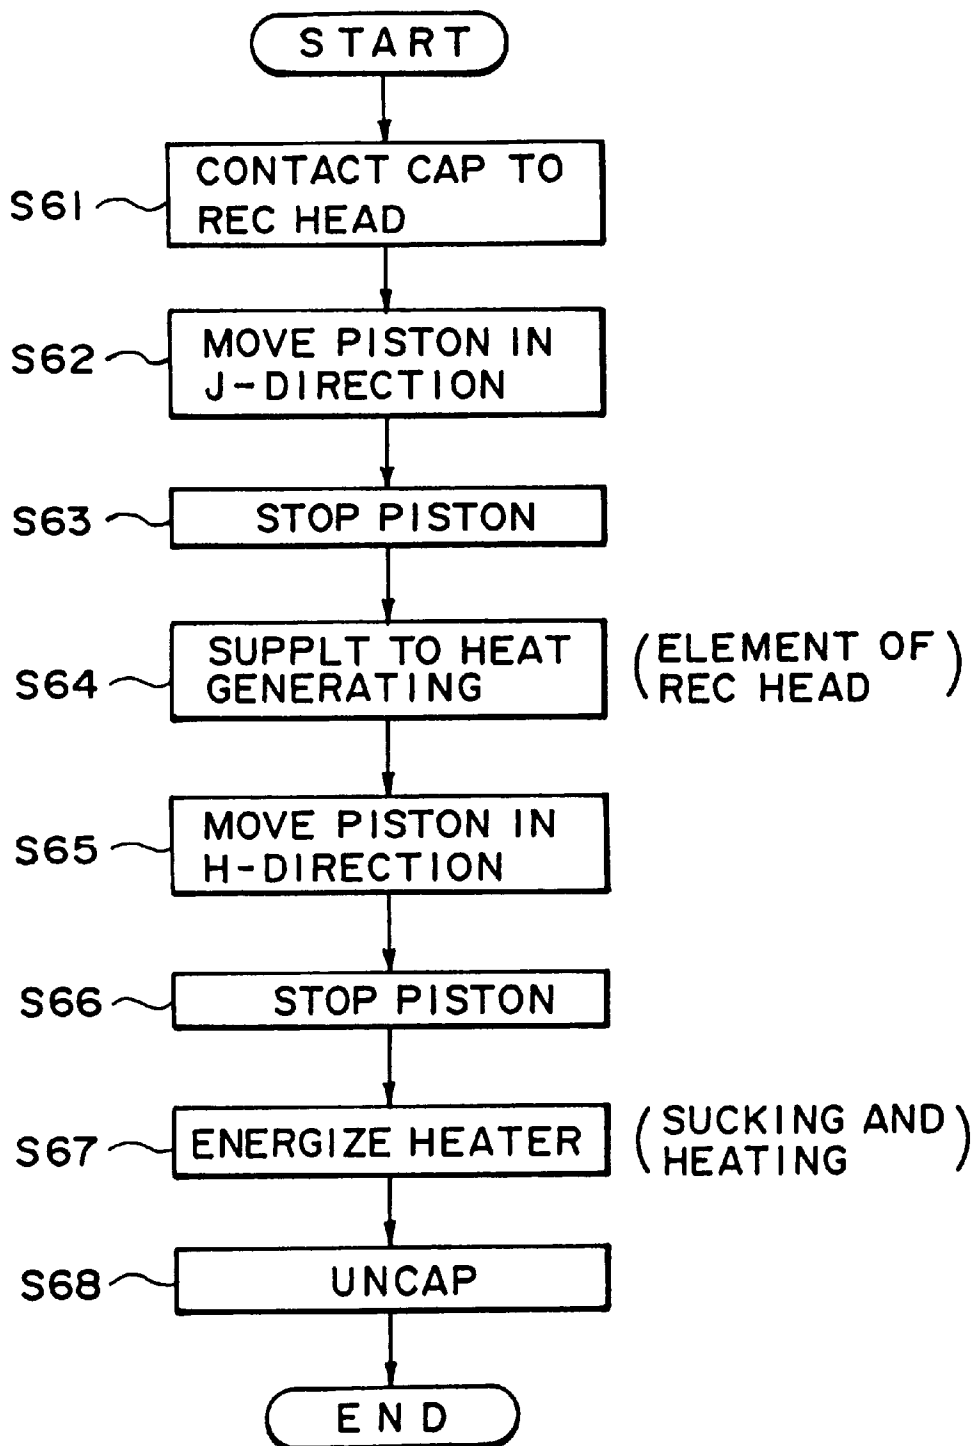 START
S61
CONTACT CAP TO
REC HEAD
S62
MOVE PISTON IN
J-DIRECTION
S63
STOP PISTON
S64
SUPPLT TO HEAT
GENERATING
(ELEMENT OF
REC HEAD)
S65
MOVE PISTON IN
H-DIRECTION
S66
STOP PISTON
S67
ENERGIZE HEATER
(SUCKING AND
HEATING)
S68
UNCAP
END